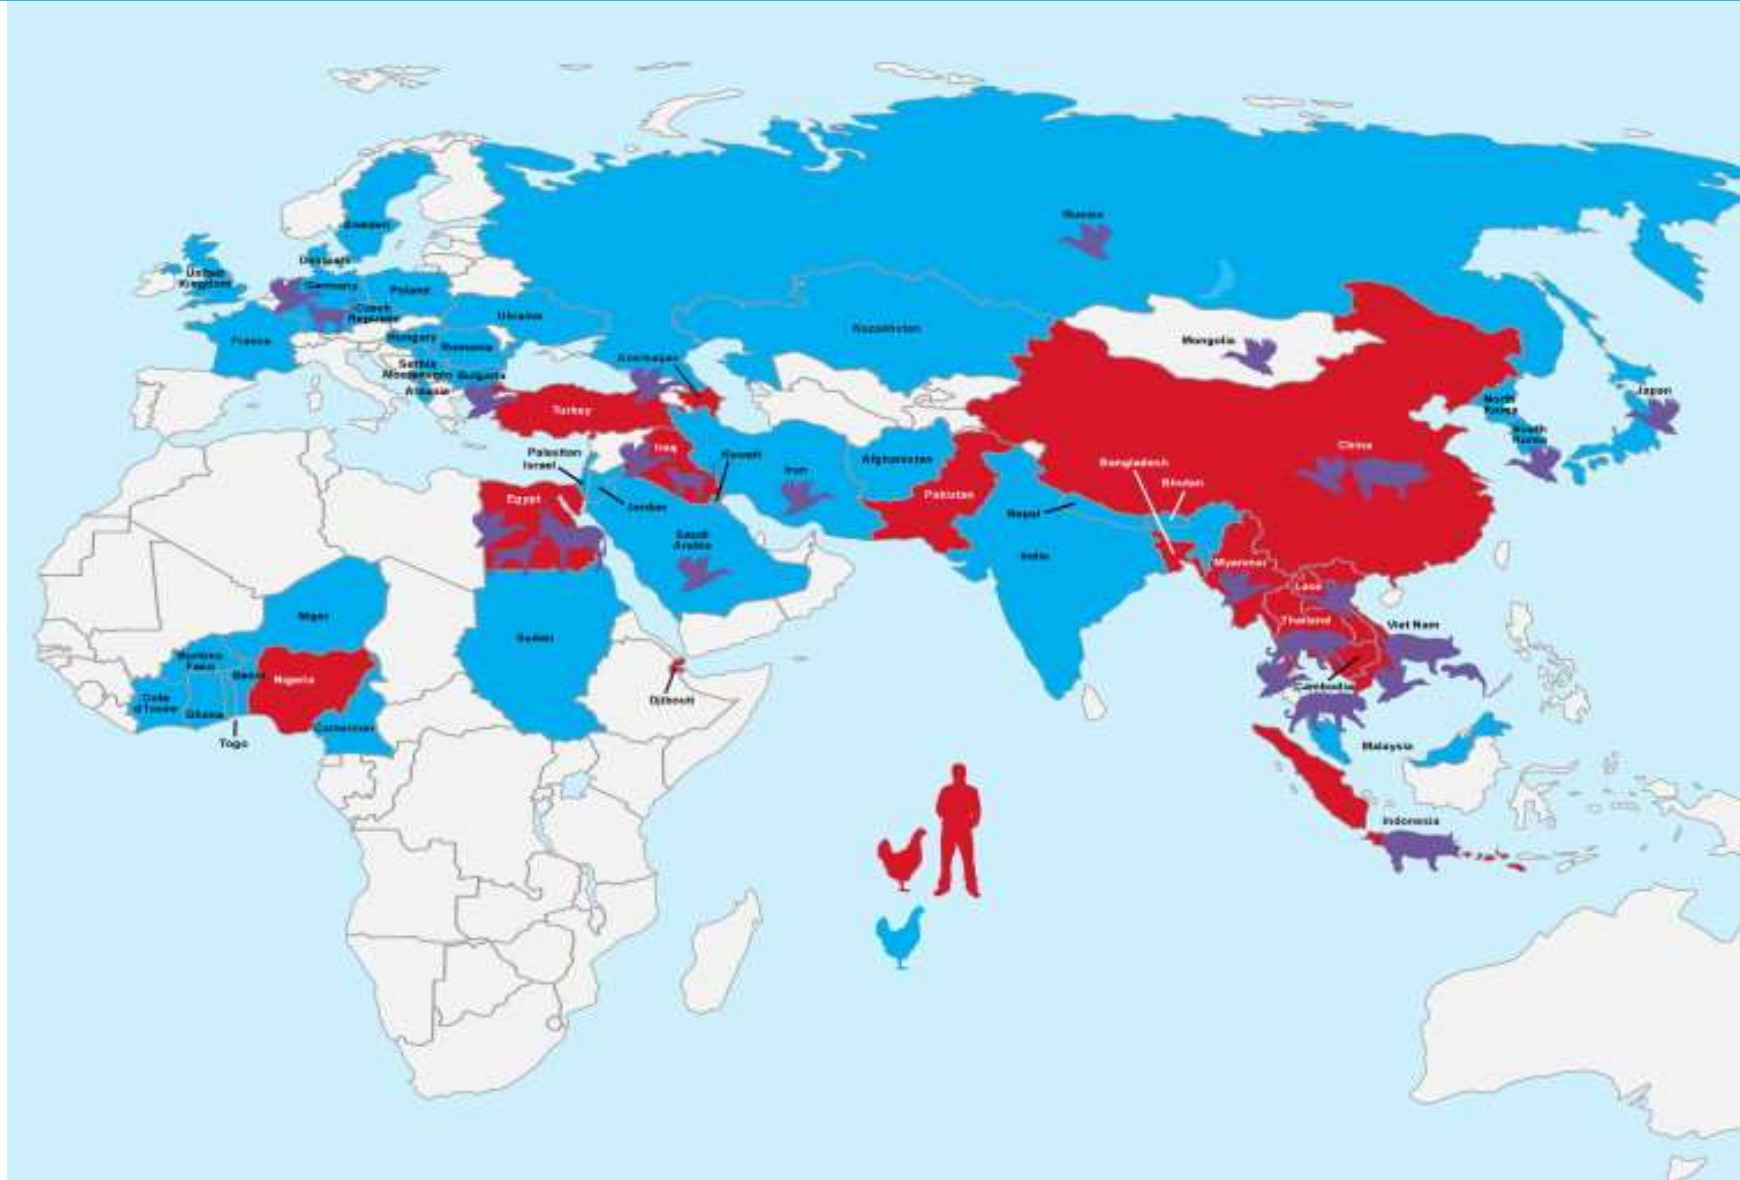 Russia
Sweden
Denmark
United
Kingdom
Germany
Poland
Czech
Republic
Ukraine
France
Hungary
Romania
Kazakhstan
Mongolia
Serbia
Montenegro
Bulgaria
Albania
Azerbaijan
Turkey
North
Korea
Japan
South
Korea
China
Iraq
Kuwait
Iran
Afghanistan
Pakistan
Bangladesh
Bhutan
Nepal
India
Israel
Jordan
Egypt
Saudi
Arabia
Myanmar
Laos
Thailand
Viet Nam
Cambodia
Niger
Sudan
Burkina
Faso
Benin
Nigeria
Cote
d'Ivoire
Ghana
Togo
Cameroon
Djibouti
Malaysia
Indonesia